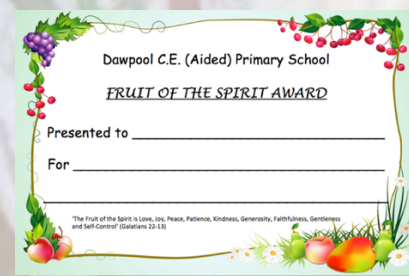 Dawpool C.E. (Aided) Primary School
FRUIT OF THE SPIRIT AWARD
Presented to
For
'The Fruit of the Spirit is Love, Joy, Peace, Patience, Kindness, Generosity, Faithfulness, Gentleness
and Self-Control' (Galatians 22-13)